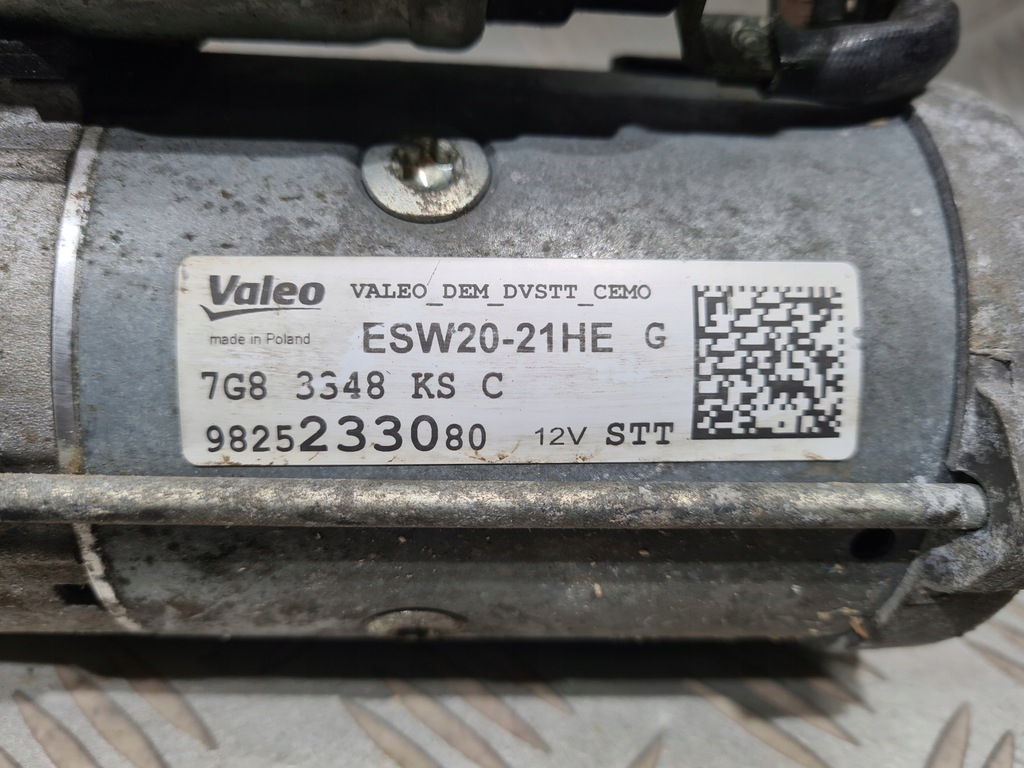 Valeo VALEO_DEM_DVSTT_CEMO
made in Poland ESW20-21HE G
7G8 3348 KS C
9825233080 12V STT